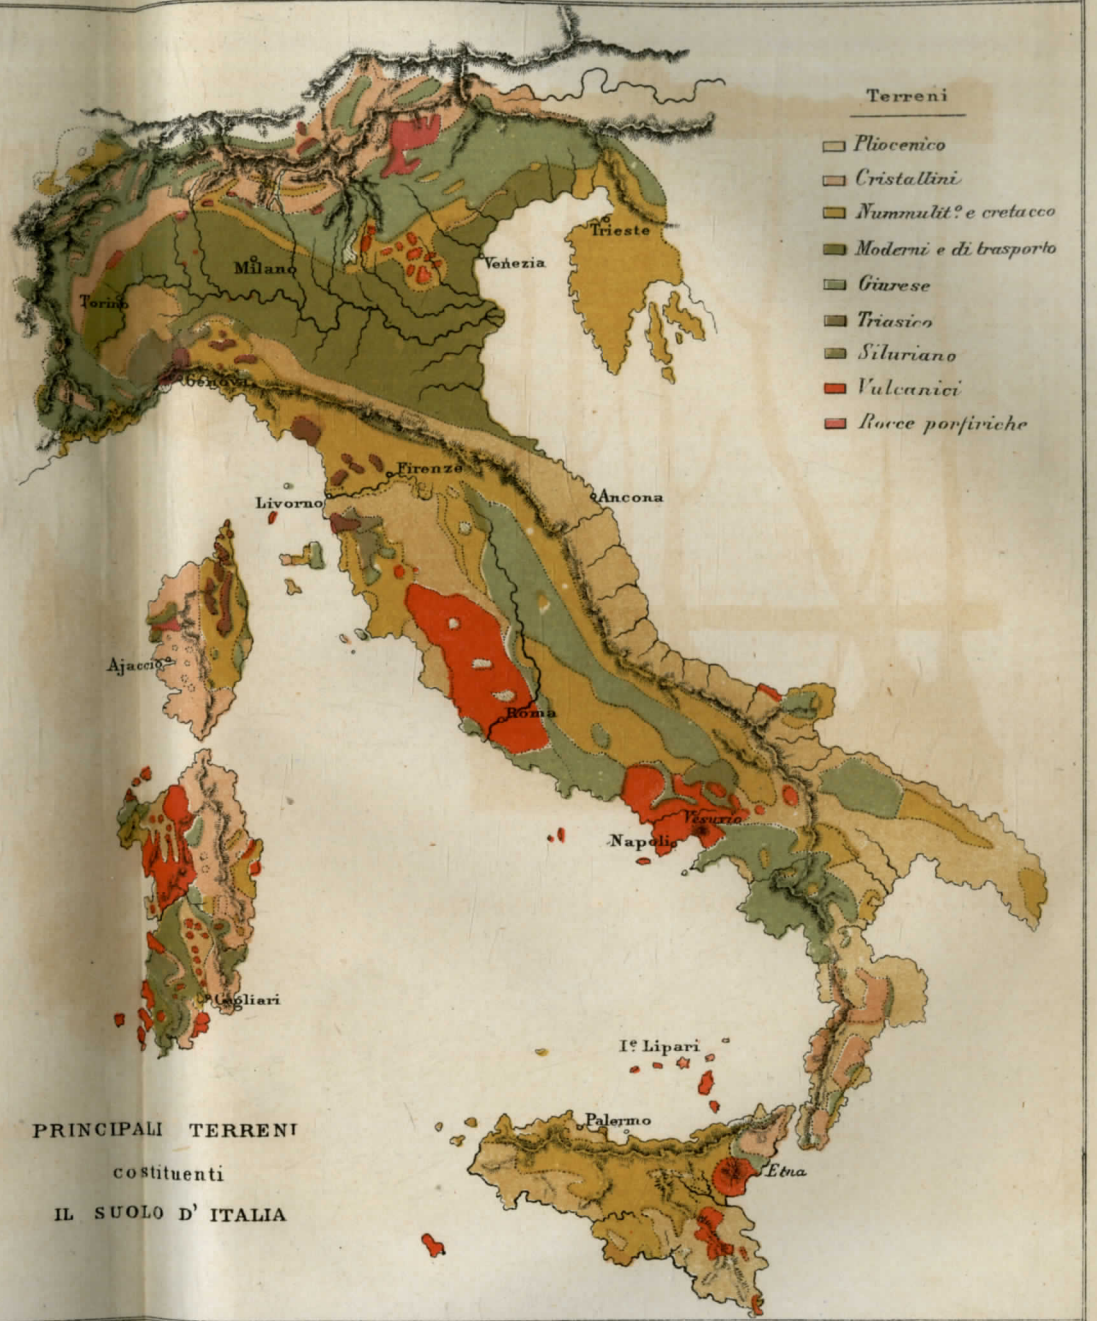 Terreni
Pliocenico
Cristallini
Nummulit.º e cretacco
Moderni e di trasporto
Giurese
Triasico
Siluriano
Vulcanici
Rocce porfiriche
Trieste
Milano
Venezia
Torino
Genova
Firenze
Livorno
Ancona
Ajaccio
Roma
Vesuvio
Napoli
Cagliari
Iᵉ Lipari
Palermo
Etna
PRINCIPALI TERRENI
costituenti
IL SUOLO D' ITALIA